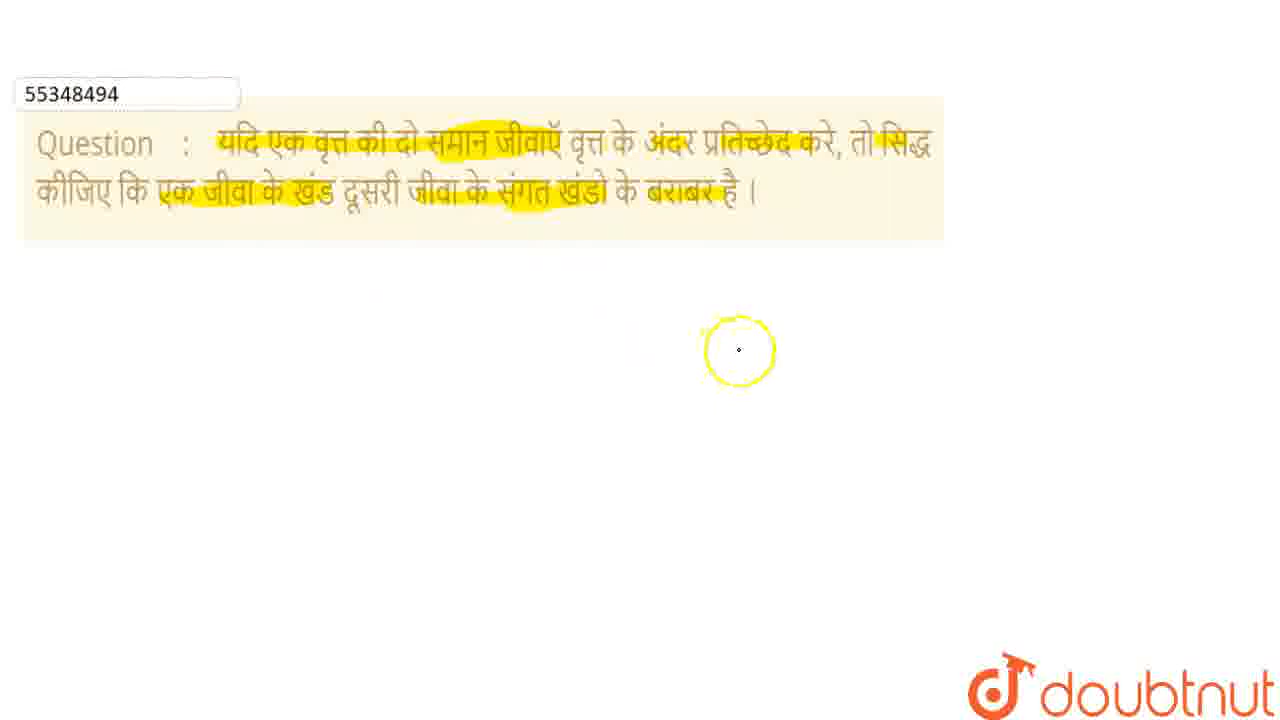 55348494
Question : यदि एक वृत्त की दो समान जीवाएँ वृत्त के अंदर प्रतिच्छेद करे, तो सिद्ध
कीजिए कि एक जीवा के खंड दूसरी जीवा के संगत खंडो के बराबर है ।
doubtnut